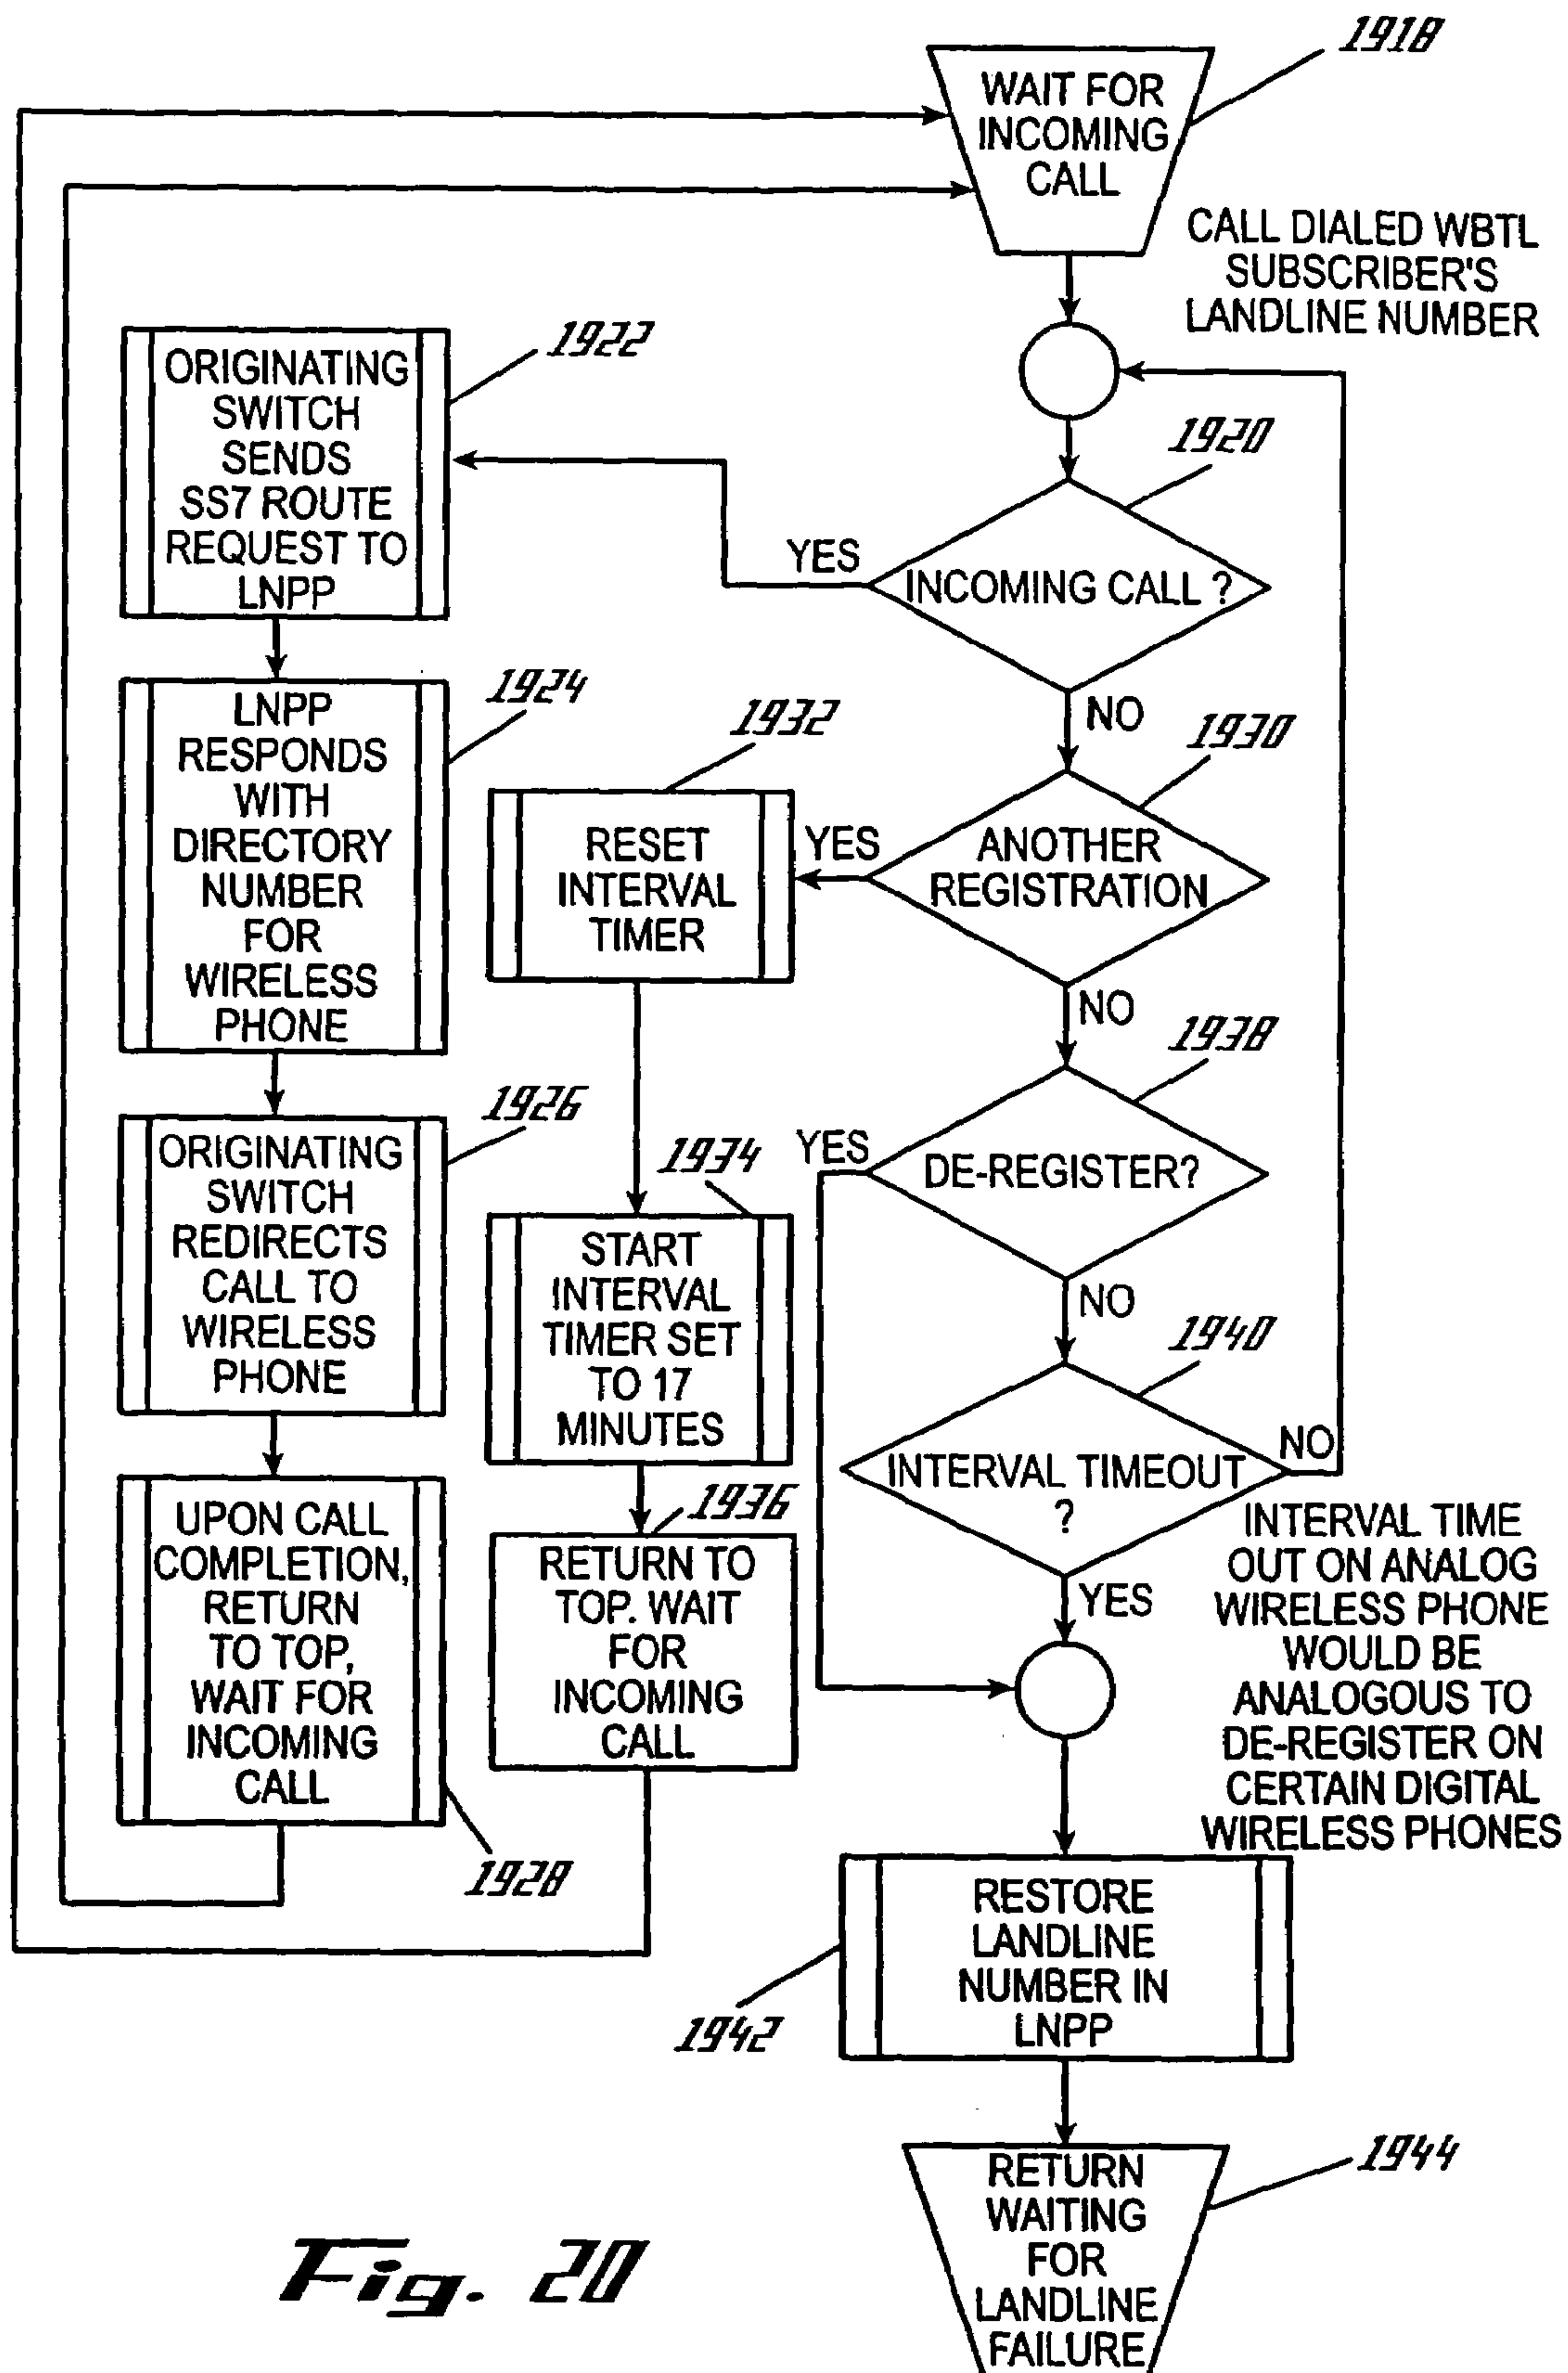 1918
WAIT FOR
INCOMING
CALL
CALL DIALED WBTL
SUBSCRIBER'S
LANDLINE NUMBER
1922
ORIGINATING
SWITCH
SENDS
SS7 ROUTE
REQUEST TO
LNPP
1920
YES
INCOMING CALL ?
NO
1924
LNPP
RESPONDS
WITH
DIRECTORY
NUMBER
FOR
WIRELESS
PHONE
1932
RESET
INTERVAL
TIMER
1930
YES
ANOTHER
REGISTRATION
NO
1926
ORIGINATING
SWITCH
REDIRECTS
CALL TO
WIRELESS
PHONE
1934
START
INTERVAL
TIMER SET
TO 17
MINUTES
1938
YES
DE-REGISTER?
NO
1940
INTERVAL TIMEOUT
?
NO
YES
UPON CALL
COMPLETION,
RETURN
TO TOP,
WAIT FOR
INCOMING
CALL
1928
1936
RETURN TO
TOP. WAIT
FOR
INCOMING
CALL
INTERVAL TIME
OUT ON ANALOG
WIRELESS PHONE
WOULD BE
ANALOGOUS TO
DE-REGISTER ON
CERTAIN DIGITAL
WIRELESS PHONES
RESTORE
LANDLINE
NUMBER IN
LNPP
1942
1944
RETURN
WAITING
FOR
LANDLINE
FAILURE
Fig. 20